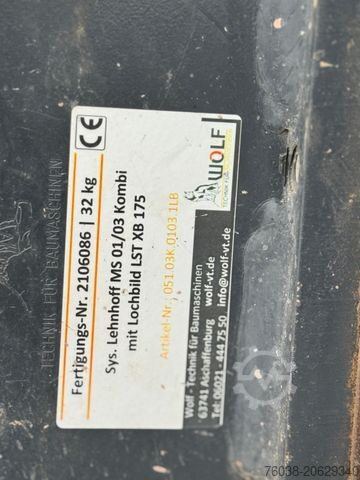 TECHNIK FÜR BAUMASCHINEN
Fertigungs-Nr. 2106086 | 32 kg
CE
Sys. Lehnhoff MS 01/03 Kombi
mit Lochbild LST XB 175
Artikel-Nr.: 051.03K.0103.1LB
WOLF
Wolf - Technik für Baumaschinen
63741 Aschaffenburg wolf-vt.de
Tel: 06021 - 444 75 50 info@wolf-vt.de
76038-20629340